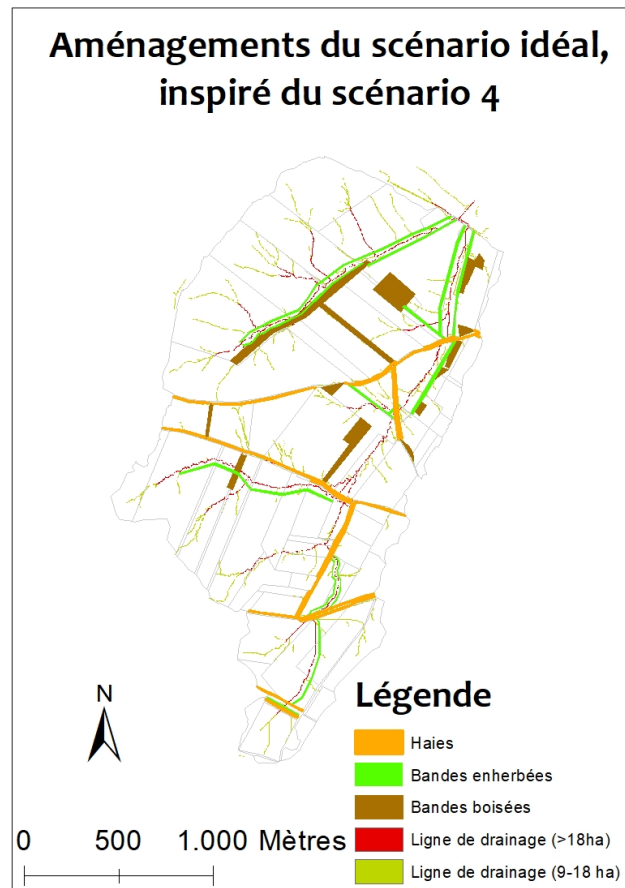 Aménagements du scénario idéal,
inspiré du scénario 4
N
Légende
Haies
Bandes enherbées
Bandes boisées
Ligne de drainage (>18ha)
Ligne de drainage (9-18 ha)
0 500 1.000 Mètres